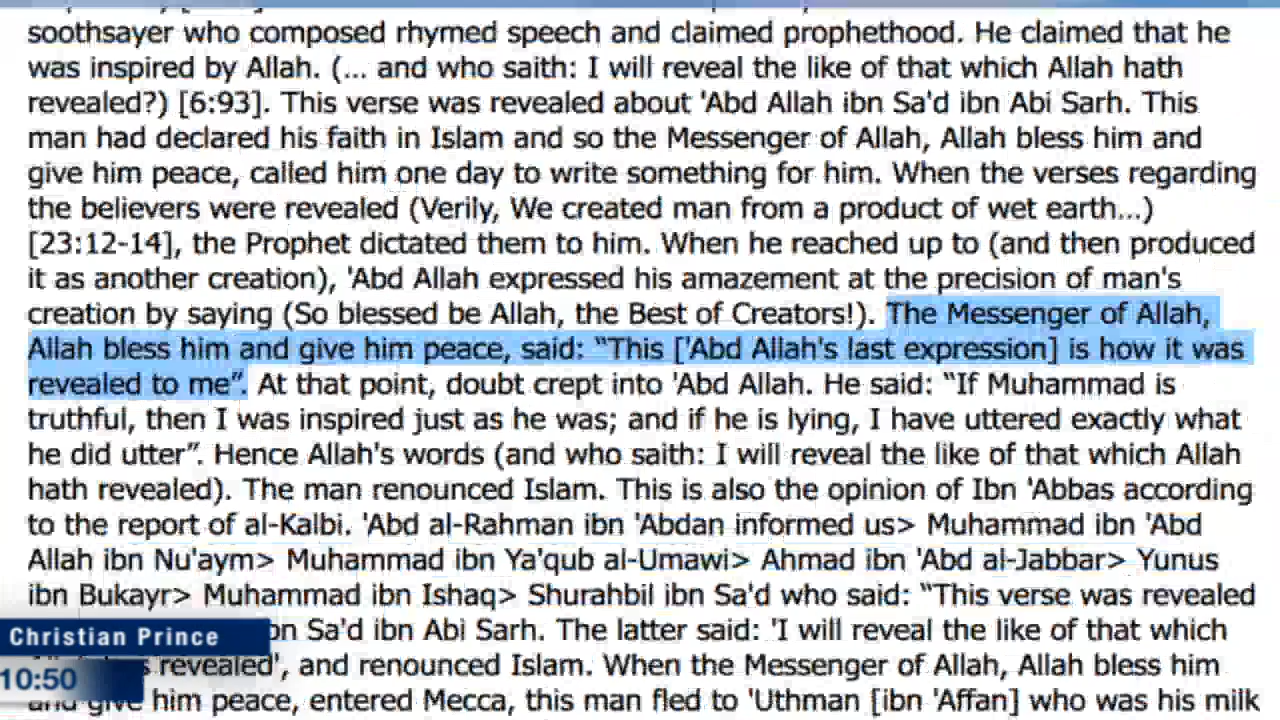 soothsayer who composed rhymed speech and claimed prophethood. He claimed that he
was inspired by Allah. (... and who saith: I will reveal the like of that which Allah hath
revealed?) [6:93]. This verse was revealed about 'Abd Allah ibn Sa'd ibn Abi Sarh. This
man had declared his faith in Islam and so the Messenger of Allah, Allah bless him and
give him peace, called him one day to write something for him. When the verses regarding
the believers were revealed (Verily, We created man from a product of wet earth...)
[23:12-14], the Prophet dictated them to him. When he reached up to (and then produced
it as another creation), 'Abd Allah expressed his amazement at the precision of man's
creation by saying (So blessed be Allah, the Best of Creators!). The Messenger of Allah,
Allah bless him and give him peace, said: “This ['Abd Allah's last expression] is how it was
revealed to me”. At that point, doubt crept into 'Abd Allah. He said: “If Muhammad is
truthful, then I was inspired just as he was; and if he is lying, I have uttered exactly what
he did utter”. Hence Allah's words (and who saith: I will reveal the like of that which Allah
hath revealed). The man renounced Islam. This is also the opinion of Ibn 'Abbas according
to the report of al-Kalbi. 'Abd al-Rahman ibn 'Abdan informed us> Muhammad ibn 'Abd
Allah ibn Nu'aym> Muhammad ibn Ya'qub al-Umawi> Ahmad ibn 'Abd al-Jabbar> Yunus
ibn Bukayr> Muhammad ibn Ishaq> Shurahbil ibn Sa'd who said: “This verse was revealed
Sa'd ibn Abi Sarh. The latter said: 'I will reveal the like of that which
revealed', and renounced Islam. When the Messenger of Allah, Allah bless him
and give him peace, entered Mecca, this man fled to 'Uthman [ibn 'Affan] who was his milk
Christian Prince
10:50